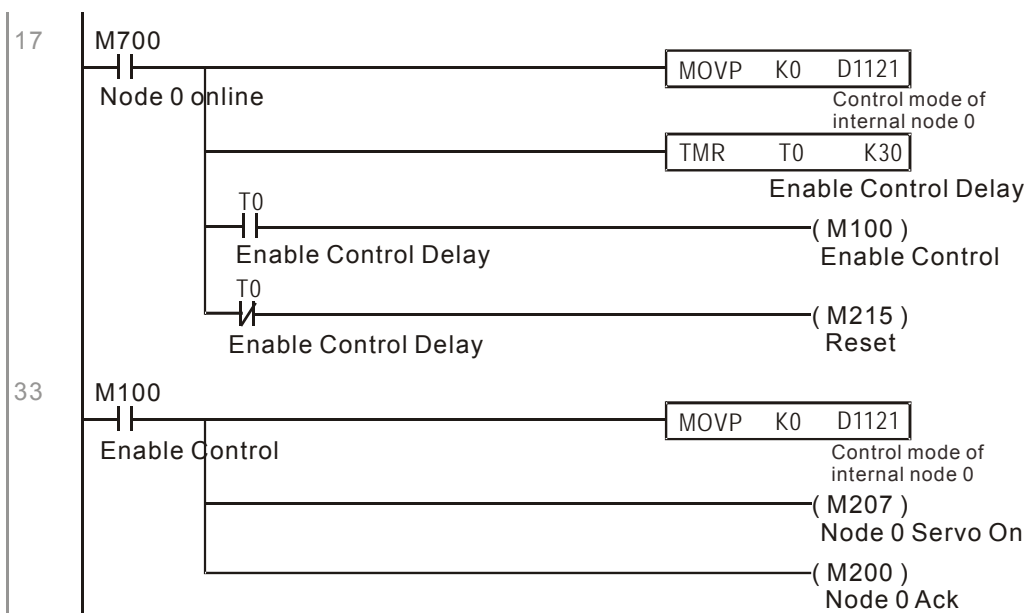 17
M700
Node 0 online
MOVP K0 D1121
Control mode of
internal node 0
TMR T0 K30
Enable Control Delay
T0
Enable Control Delay
( M100 )
Enable Control
T0
Enable Control Delay
( M215 )
Reset
33
M100
Enable Control
MOVP K0 D1121
Control mode of
internal node 0
( M207 )
Node 0 Servo On
( M200 )
Node 0 Ack